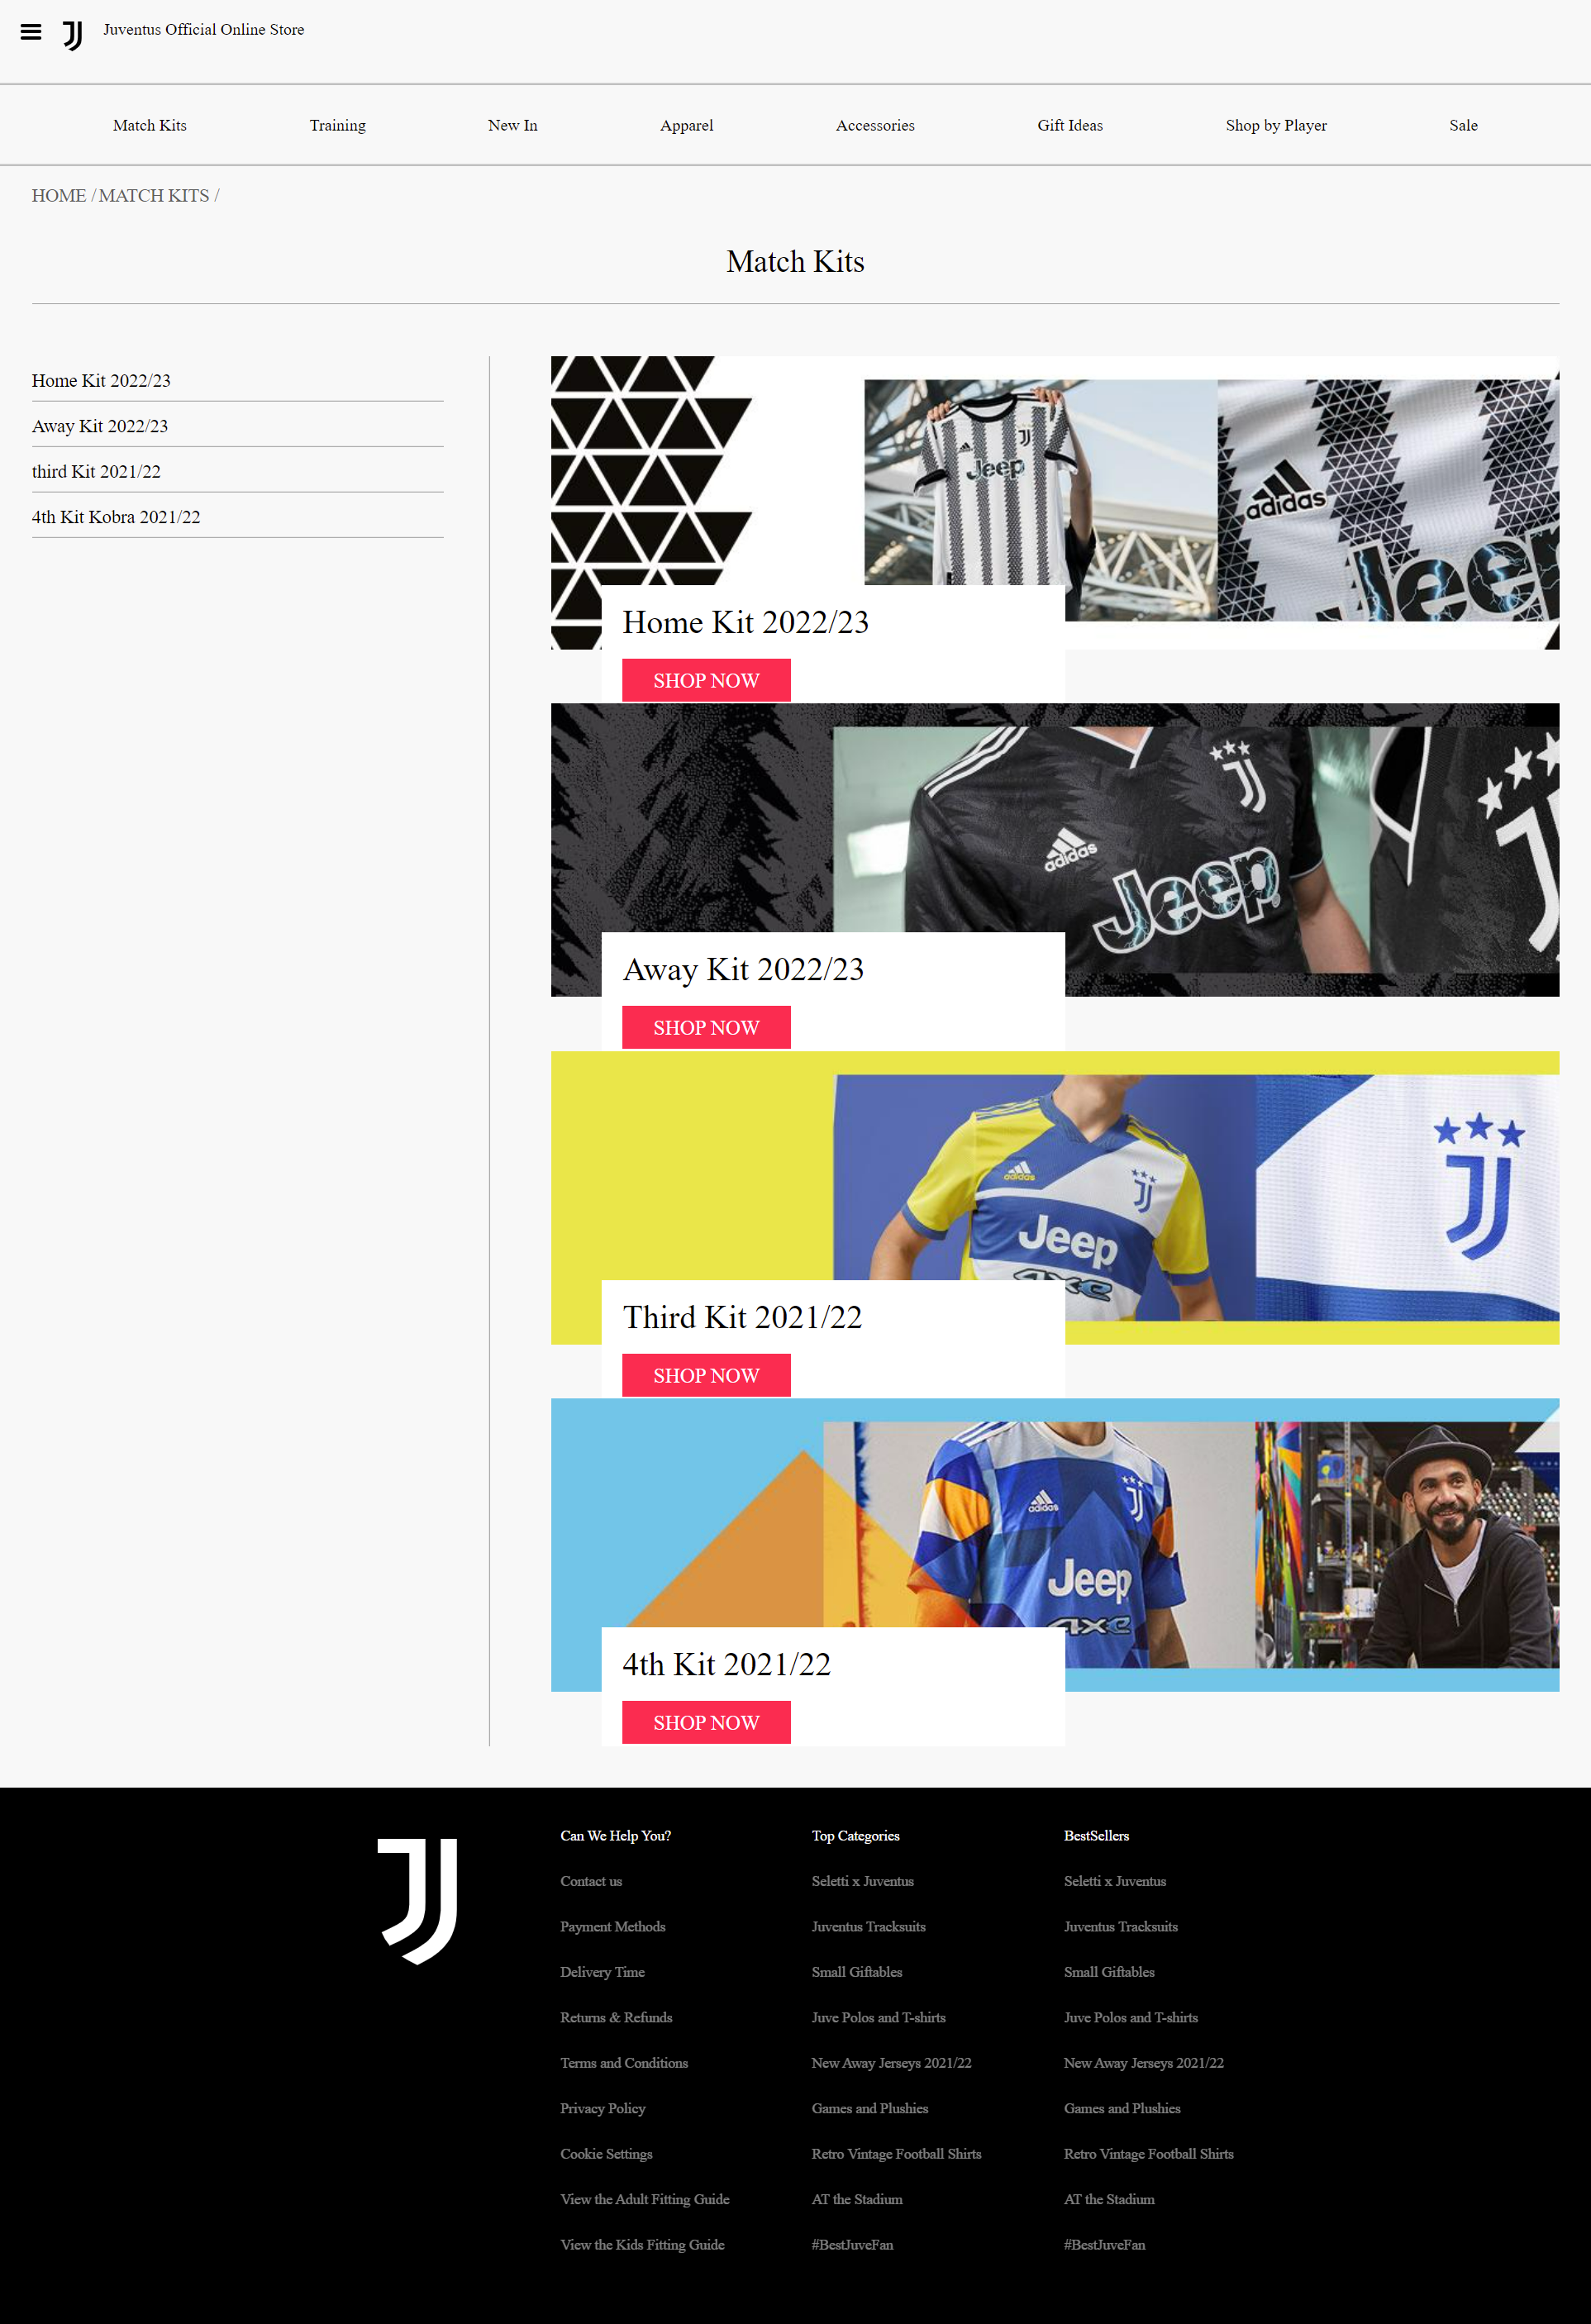 Juventus Official Online Store
Match Kits Training New In Apparel Accessories Gift Ideas Shop by Player Sale
HOME / MATCH KITS /
Match Kits
Home Kit 2022/23
Away Kit 2022/23
third Kit 2021/22
4th Kit Kobra 2021/22
adidas
Jeep
adidas
Jeep
Home Kit 2022/23
SHOP NOW
adidas
Jeep
Away Kit 2022/23
SHOP NOW
adidas
Jeep
4xe
Third Kit 2021/22
SHOP NOW
adidas
Jeep
4xe
4th Kit 2021/22
SHOP NOW
Can We Help You?
Contact us
Payment Methods
Delivery Time
Returns & Refunds
Terms and Conditions
Privacy Policy
Cookie Settings
View the Adult Fitting Guide
View the Kids Fitting Guide
Top Categories
Seletti x Juventus
Juventus Tracksuits
Small Giftables
Juve Polos and T-shirts
New Away Jerseys 2021/22
Games and Plushies
Retro Vintage Football Shirts
AT the Stadium
#BestJuveFan
BestSellers
Seletti x Juventus
Juventus Tracksuits
Small Giftables
Juve Polos and T-shirts
New Away Jerseys 2021/22
Games and Plushies
Retro Vintage Football Shirts
AT the Stadium
#BestJuveFan